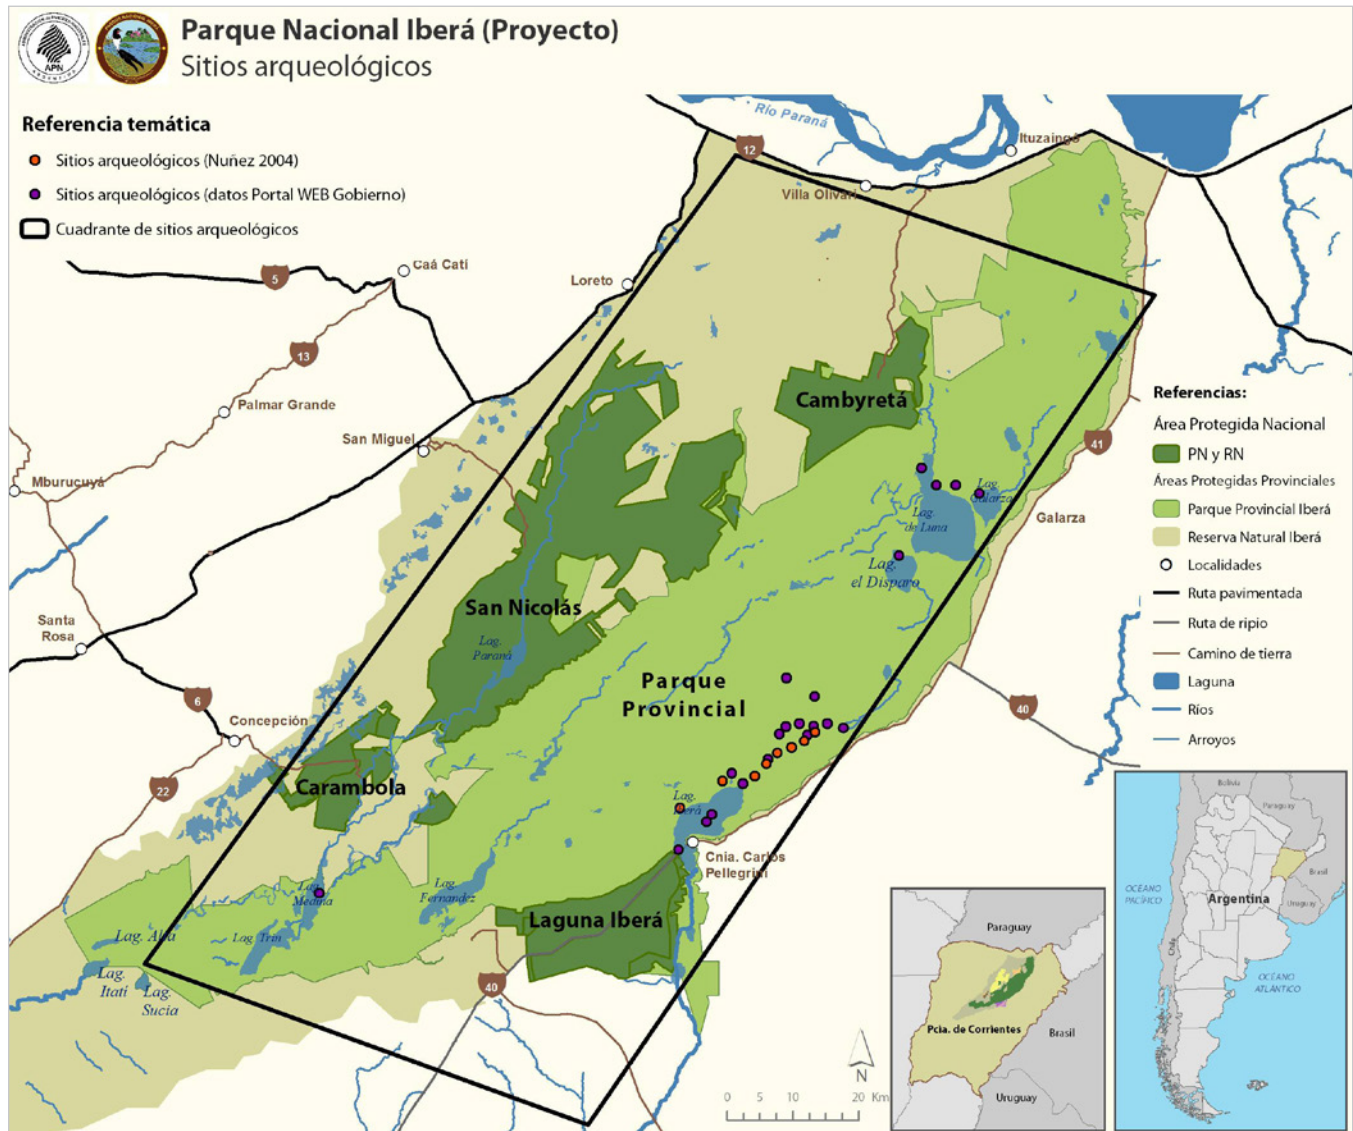 Parque Nacional Iberá (Proyecto)
Sitios arqueológicos
APN
ARGENTINA
Referencia temática
Sitios arqueológicos (Nuñez 2004)
Sitios arqueológicos (datos Portal WEB Gobierno)
Cuadrante de sitios arqueológicos
Río Paraná
Ituzaingó
12
Villa Olivari
Caá Catí
5
Loreto
13
Palmar Grande
San Miguel
Mburucuyá
Cambyretá
41
Lag.
Galarza
Lag.
de Luna
Galarza
Lag.
el Disparo
San Nicolás
Lag.
Paraná
Santa
Rosa
Parque
Provincial
6
Concepción
40
22
Carambola
Lag.
Iberá
Cnia. Carlos
Pellegrini
Lag.
Medina
Lag.
Fernandez
Laguna Iberá
Lag. Alba
Lag. Trin
Lag.
Itatí
Lag.
Sucia
40
Referencias:
Área Protegida Nacional
PN y RN
Áreas Protegidas Provinciales
Parque Provincial Iberá
Reserva Natural Iberá
Localidades
Ruta pavimentada
Ruta de ripio
Camino de tierra
Laguna
Ríos
Arroyos
N
0 5 10 20 Km
Paraguay
Pcia. de Corrientes
Brasil
Uruguay
Bolivia
Paraguay
Brasil
OCÉANO
PACÍFICO
Argentina
Uruguay
Chile
OCÉANO
ATLÁNTICO